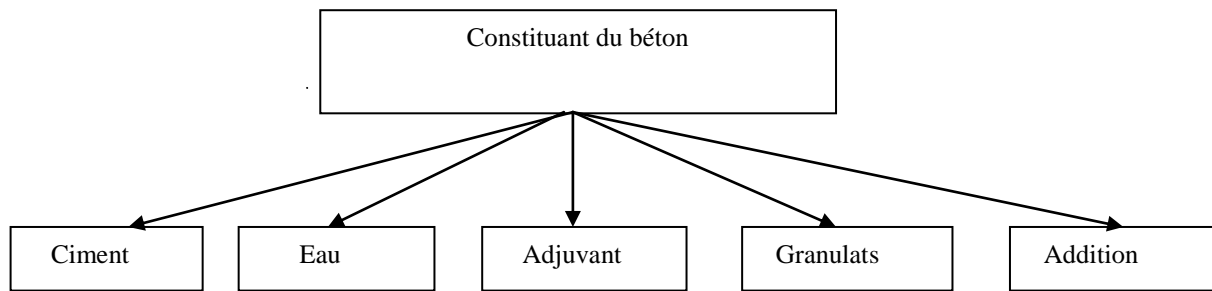 Constituant du béton
Ciment
Eau
Adjuvant
Granulats
Addition